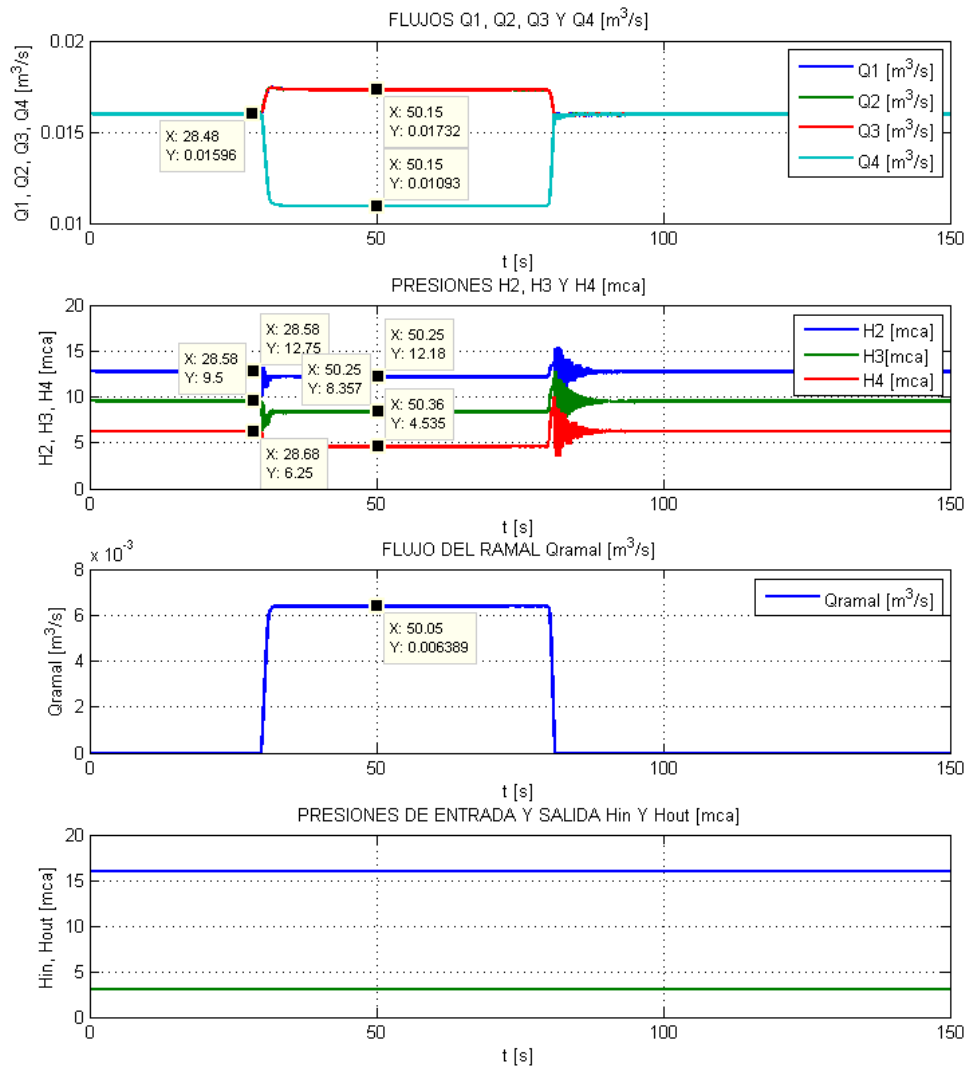 FLUJOS Q1, Q2, Q3 Y Q4 [m³/s]
Q1, Q2, Q3, Q4 [m³/s]
0.02
0.015
0.01
X: 28.48
Y: 0.01596
X: 50.15
Y: 0.01732
X: 50.15
Y: 0.01093
Q1 [m³/s]
Q2 [m³/s]
Q3 [m³/s]
Q4 [m³/s]
0 50 100 150
t [s]
PRESIONES H2, H3 Y H4 [mca]
H2, H3, H4 [mca]
20
15
10
5
0
X: 28.58
Y: 9.5
X: 28.58
Y: 12.75
X: 50.25
Y: 8.357
X: 50.25
Y: 12.18
X: 50.36
Y: 4.535
X: 28.68
Y: 6.25
H2 [mca]
H3[mca]
H4 [mca]
0 50 100 150
t [s]
x 10⁻³
FLUJO DEL RAMAL Qramal [m³/s]
Qramal [m³/s]
8
6
4
2
0
X: 50.05
Y: 0.006389
Qramal [m³/s]
0 50 100 150
t [s]
PRESIONES DE ENTRADA Y SALIDA Hin Y Hout [mca]
Hin, Hout [mca]
20
15
10
5
0
0 50 100 150
t [s]